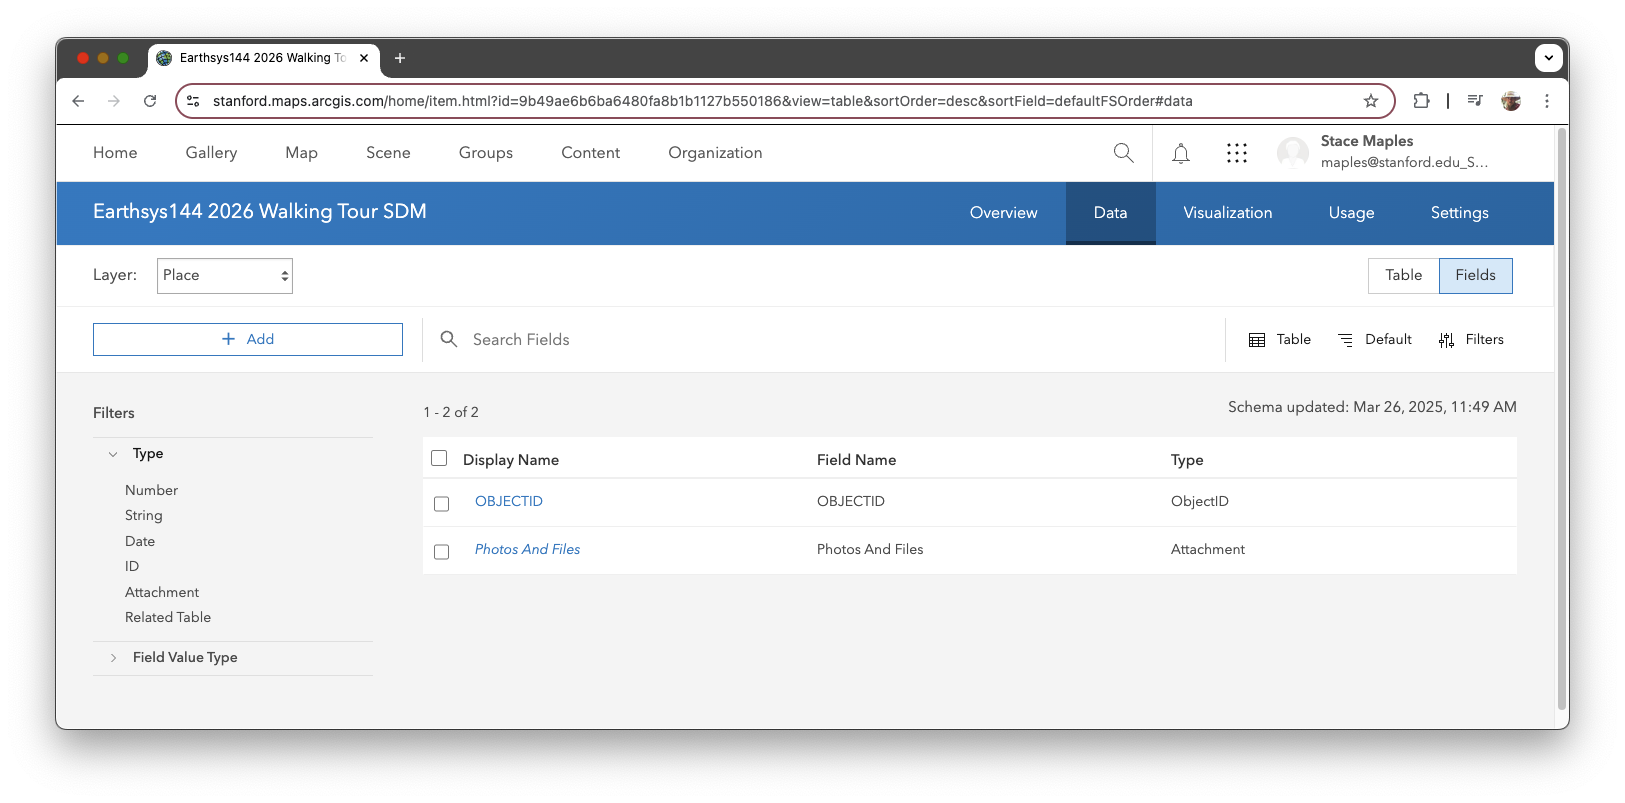 Earthsys144 2026 Walking To
stanford.maps.arcgis.com/home/item.html?id=9b49ae6b6ba6480fa8b1b1127b550186&view=table&sortOrder=desc&sortField=defaultFSOrder#data
Home Gallery Map Scene Groups Content Organization
Stace Maples
maples@stanford.edu_S...
Earthsys144 2026 Walking Tour SDM
Overview Data Visualization Usage Settings
Layer: Place Table Fields
+ Add Search Fields Table Default Filters
Filters
1 - 2 of 2
Schema updated: Mar 26, 2025, 11:49 AM
Type
Number
String
Date
ID
Attachment
Related Table
Field Value Type
Display Name Field Name Type
OBJECTID OBJECTID ObjectID
Photos And Files Photos And Files Attachment